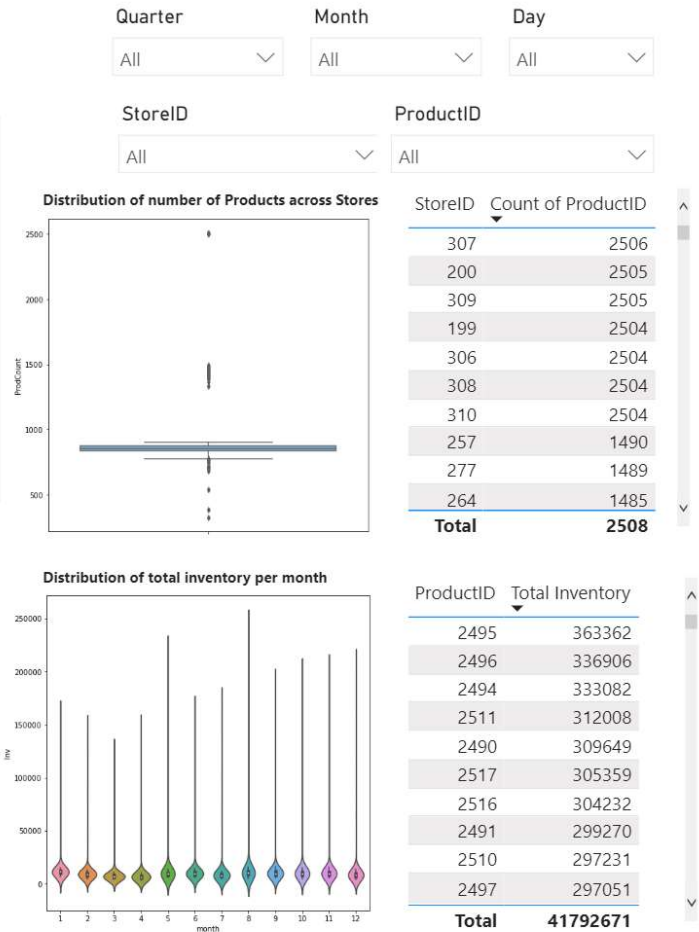 Quarter Month Day
All All All
StoreID ProductID
All All
Distribution of number of Products across Stores
2500
2000
1500
1000
500
ProdCount
StoreID Count of ProductID
307 2506
200 2505
309 2505
199 2504
306 2504
308 2504
310 2504
257 1490
277 1489
264 1485
Total 2508
Distribution of total inventory per month
250000
200000
150000
100000
50000
0
Inv
1 2 3 4 5 6 7 8 9 10 11 12
month
ProductID Total Inventory
2495 363362
2496 336906
2494 333082
2511 312008
2490 309649
2517 305359
2516 304232
2491 299270
2510 297231
2497 297051
Total 41792671